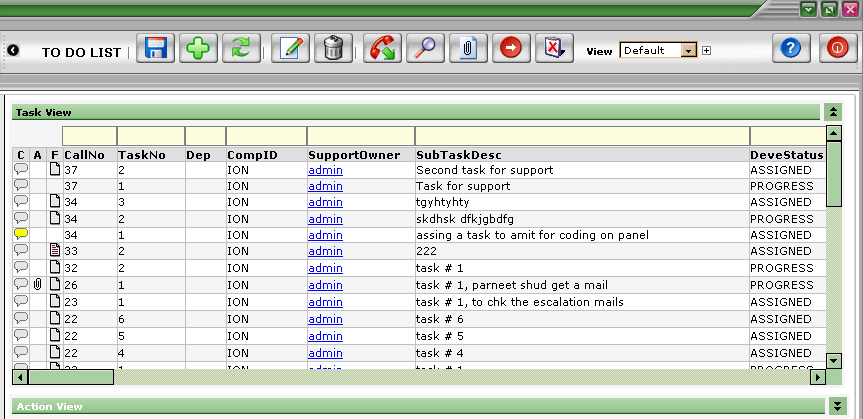 TO DO LIST View Default
Task View
C A F CallNo TaskNo Dep CompID SupportOwner SubTaskDesc DeveStatus
37 2 ION admin Second task for support ASSIGNED
37 1 ION admin Task for support PROGRESS
34 3 ION admin tgyhtyhty ASSIGNED
34 2 ION admin skdhsk dfkjgbdfg PROGRESS
34 1 ION admin assing a task to amit for coding on panel ASSIGNED
33 2 ION admin 222 ASSIGNED
32 2 ION admin task # 1 PROGRESS
26 1 ION admin task # 1, parneet shud get a mail PROGRESS
23 1 ION admin task # 1, to chk the escalation mails ASSIGNED
22 6 ION admin task # 6 ASSIGNED
22 5 ION admin task # 5 ASSIGNED
22 4 ION admin task # 4 ASSIGNED
1 ION admin task # 1
Action View